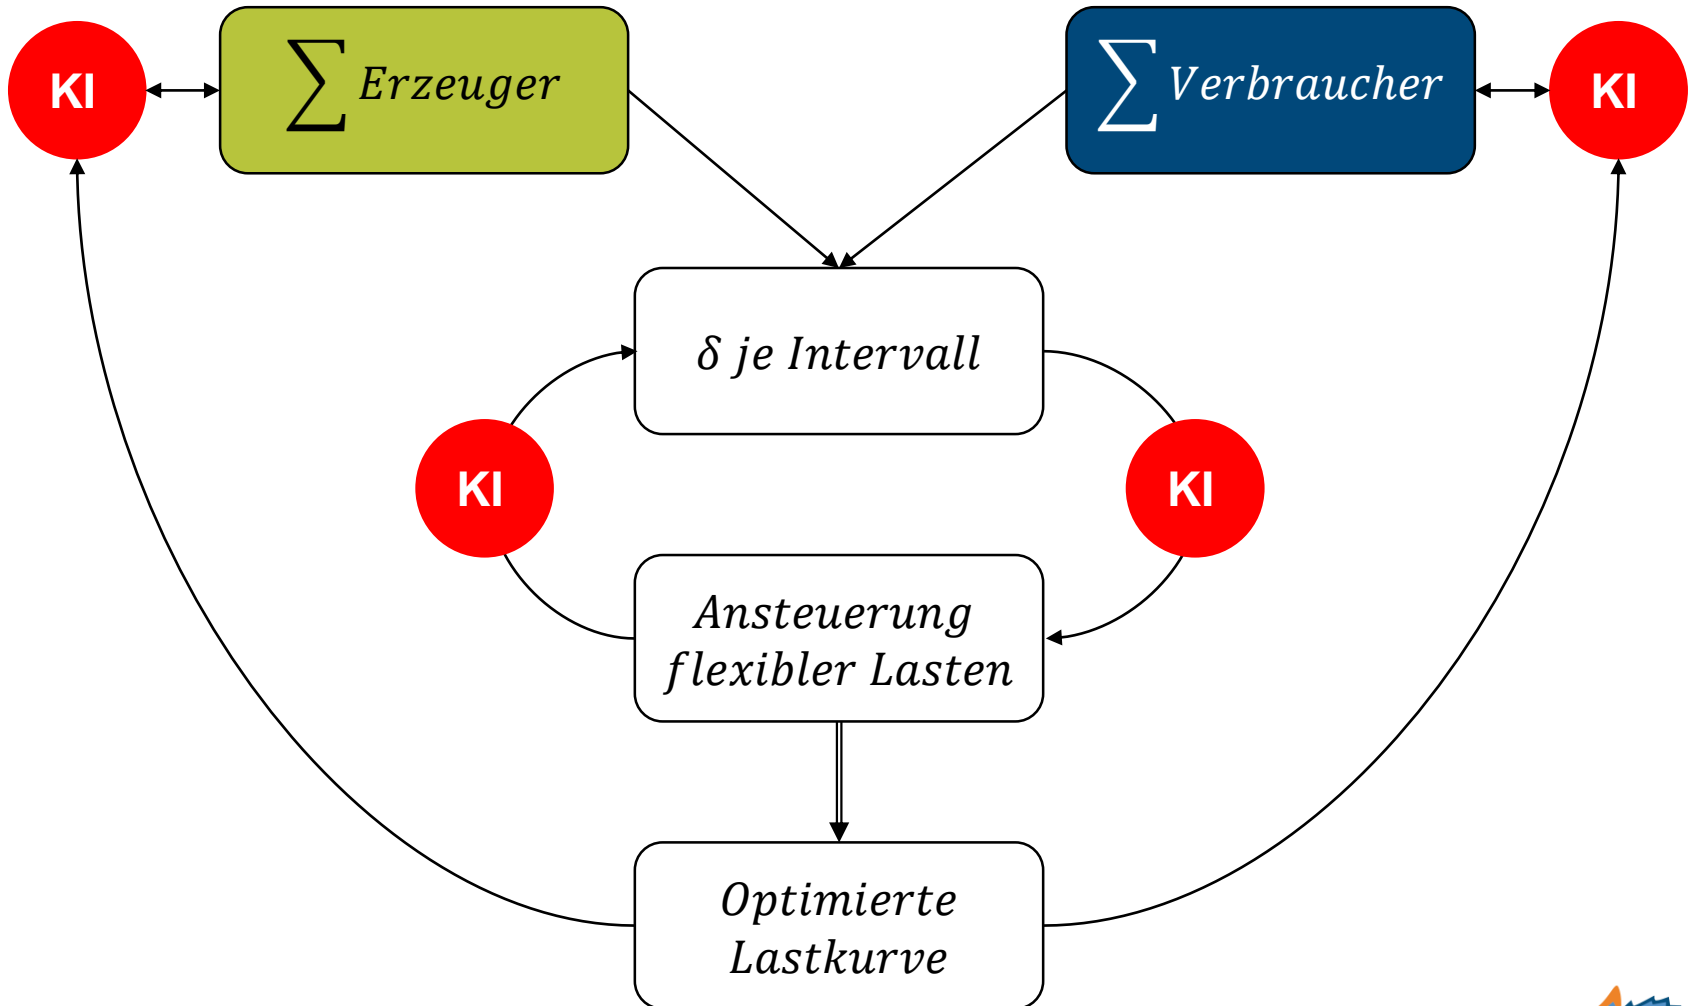 KI
∑ Erzeuger
∑ Verbraucher
KI
δ je Intervall
KI
KI
Ansteuerung
flexibler Lasten
Optimierte
Lastkurve